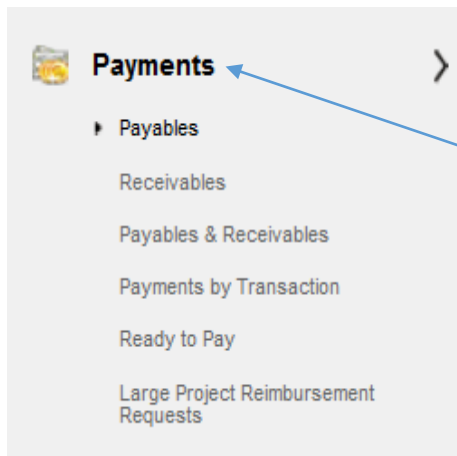 Payments
Payables
Receivables
Payables & Receivables
Payments by Transaction
Ready to Pay
Large Project Reimbursement
Requests